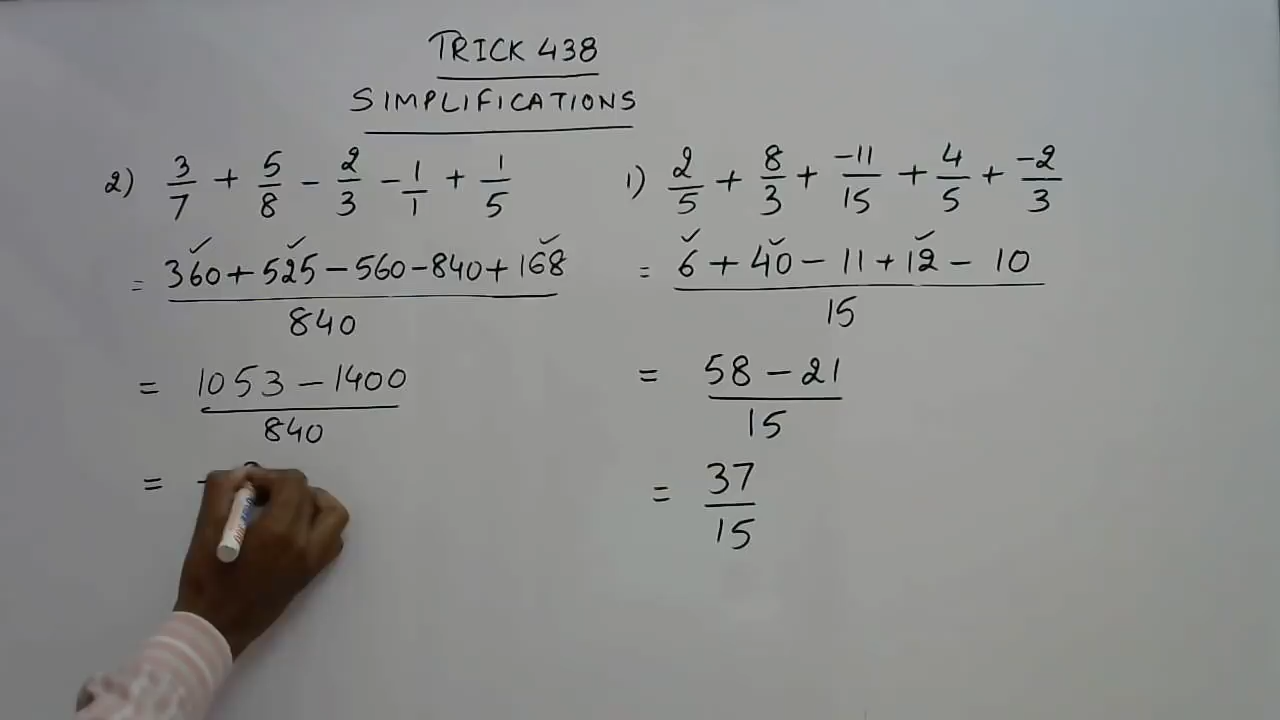 TRICK 438
SIMPLIFICATIONS
2) 3/7 + 5/8 - 2/3 - 1/1 + 1/5
= 360 + 525 - 560 - 840 + 168 / 840
= 1053 - 1400 / 840
= -
1) 2/5 + 8/3 + -11/15 + 4/5 + -2/3
= 6 + 40 - 11 + 12 - 10 / 15
= 58 - 21 / 15
= 37/15